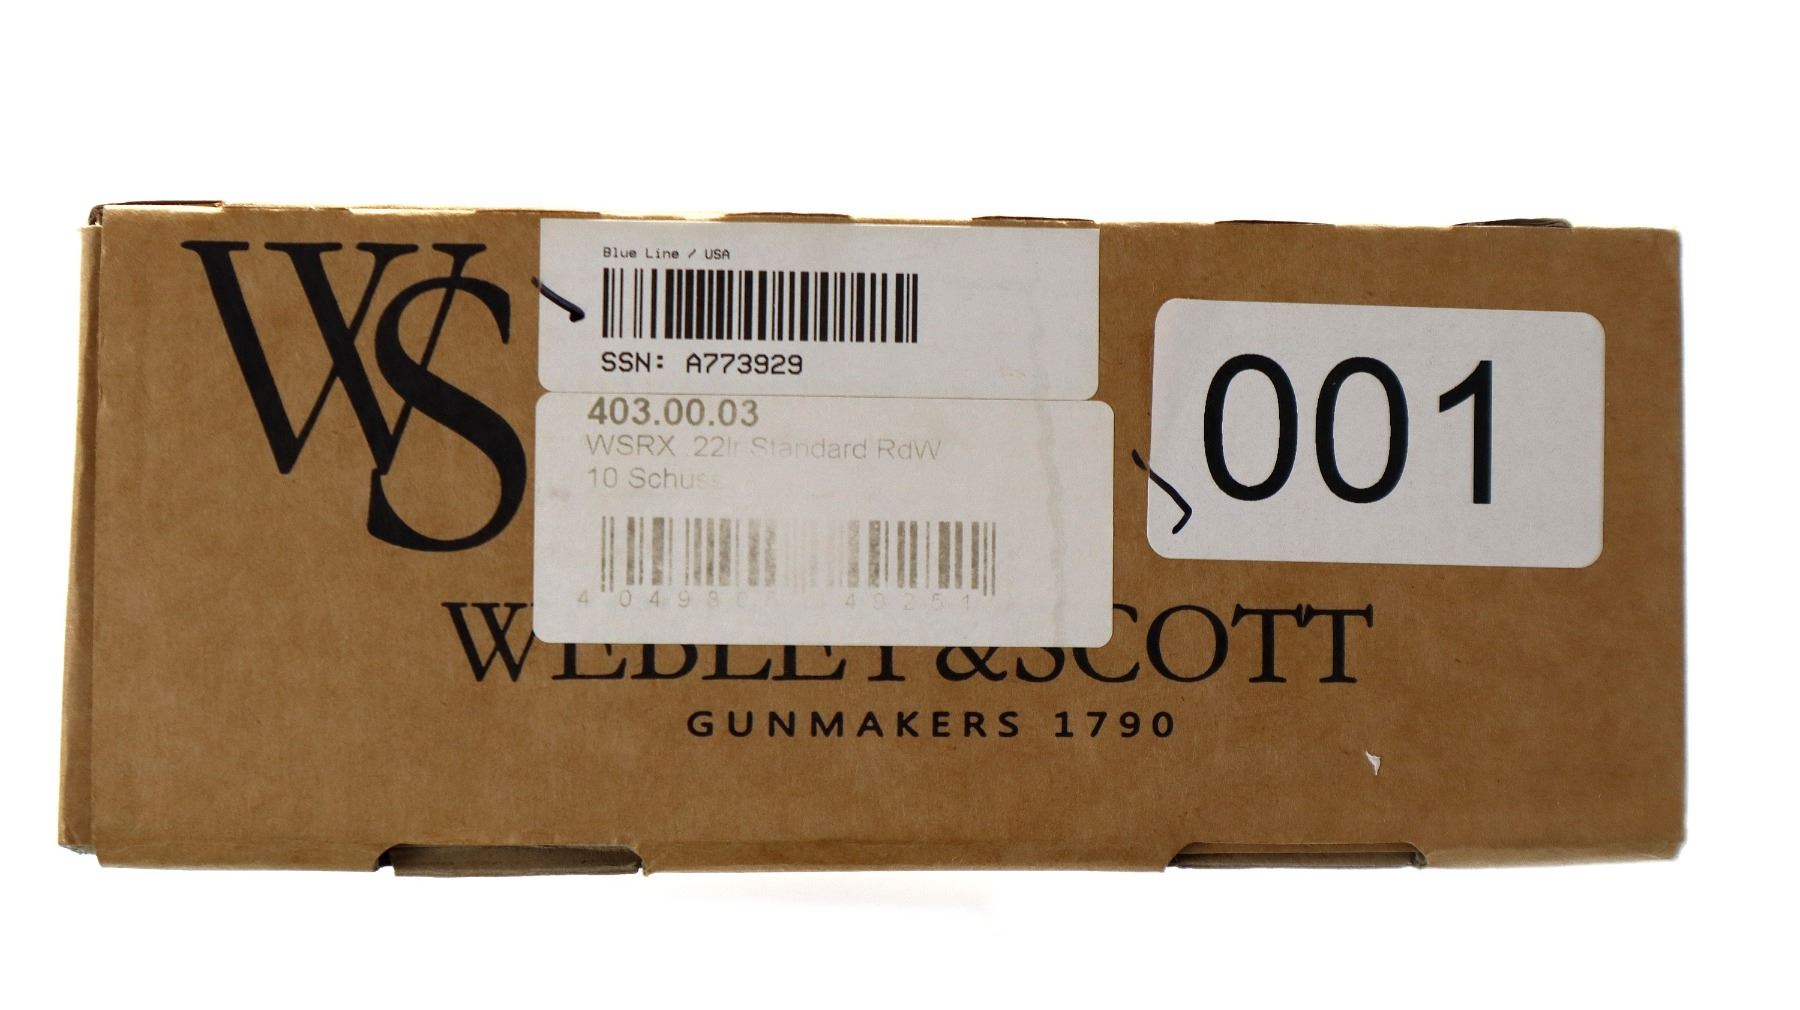 WS
Blue Line / USA
SSN: A773929
403.00.03
WSRX .22lr Standard RdW
10 Schuss
001
WEBLEY&SCOTT
GUNMAKERS 1790